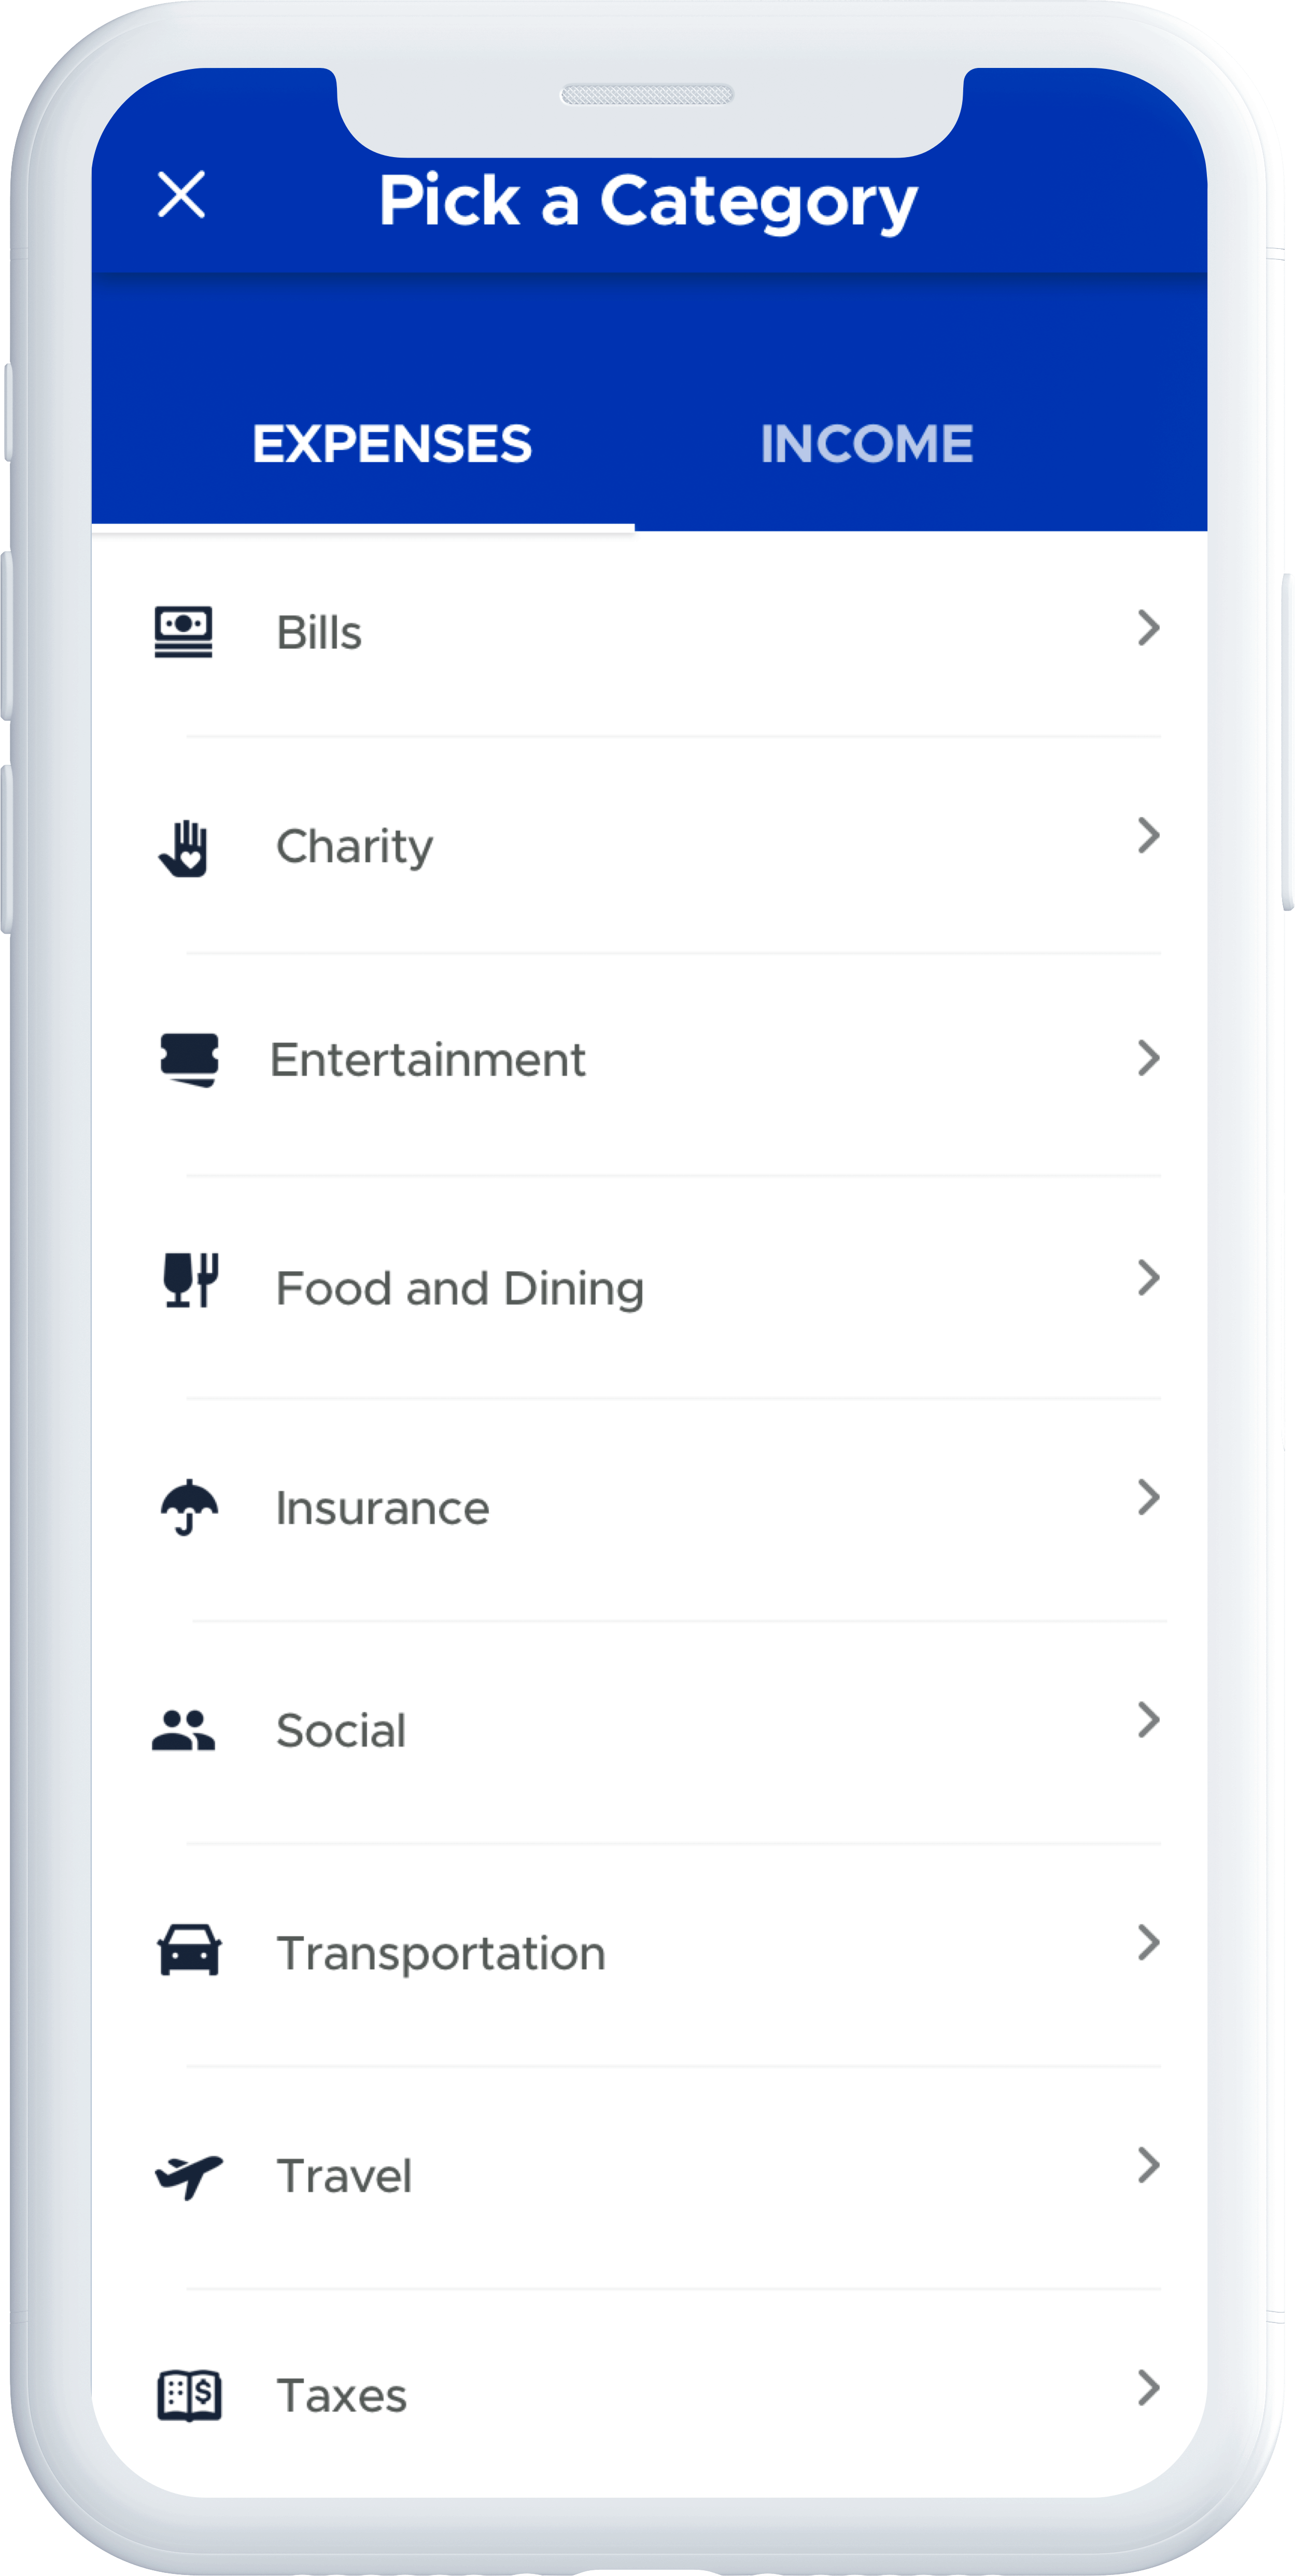 Pick a Category
EXPENSES INCOME
Bills
Charity
Entertainment
Food and Dining
Insurance
Social
Transportation
Travel
Taxes